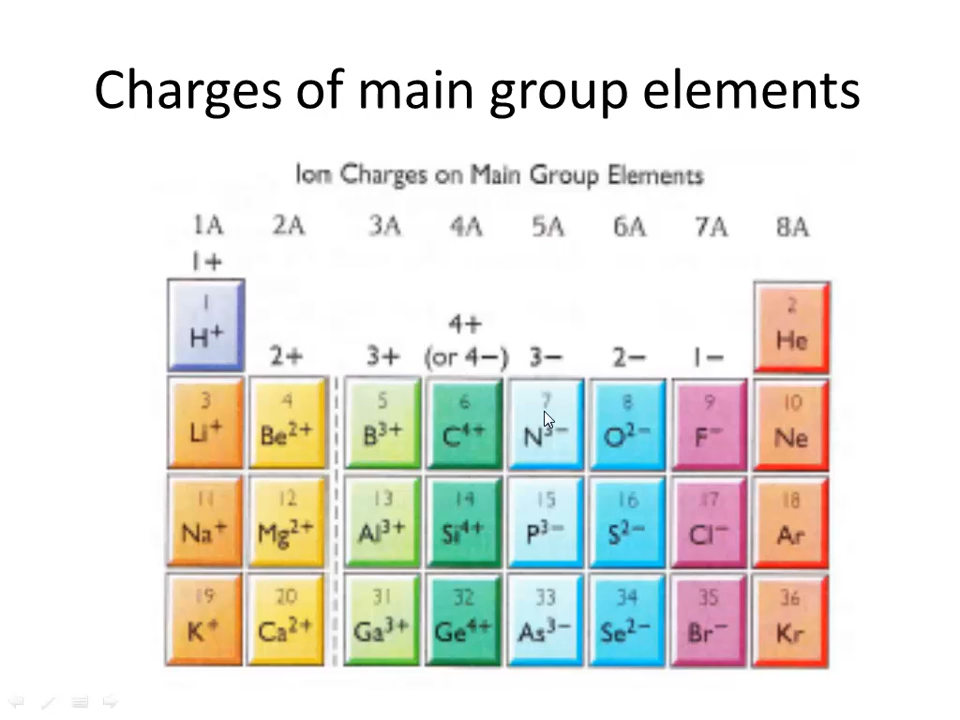 Charges of main group elements
Ion Charges on Main Group Elements
1A 2A 3A 4A 5A 6A 7A 8A
1+
1 2
H⁺ He
4+
2+ 3+ (or 4−) 3− 2− 1−
3 4 5 6 7 8 9 10
Li⁺ Be²⁺ B³⁺ C⁴⁺ N³⁻ O²⁻ F⁻ Ne
11 12 13 14 15 16 17 18
Na⁺ Mg²⁺ Al³⁺ Si⁴⁺ P³⁻ S²⁻ Cl⁻ Ar
19 20 31 32 33 34 35 36
K⁺ Ca²⁺ Ga³⁺ Ge⁴⁺ As³⁻ Se²⁻ Br⁻ Kr